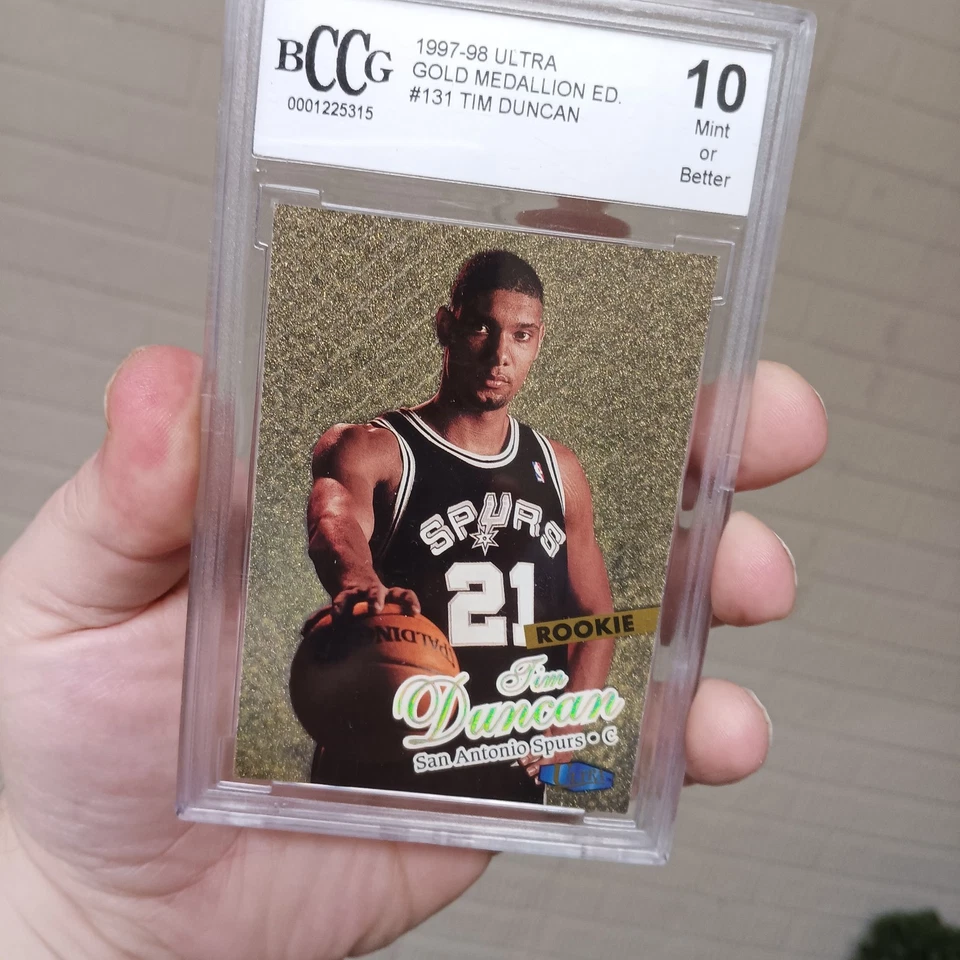 BCCG
0001225315
1997-98 ULTRA
GOLD MEDALLION ED.
#131 TIM DUNCAN
10
Mint
or
Better
SPURS
21
SPALDING
ROOKIE
Tim
Duncan
San Antonio Spurs • C